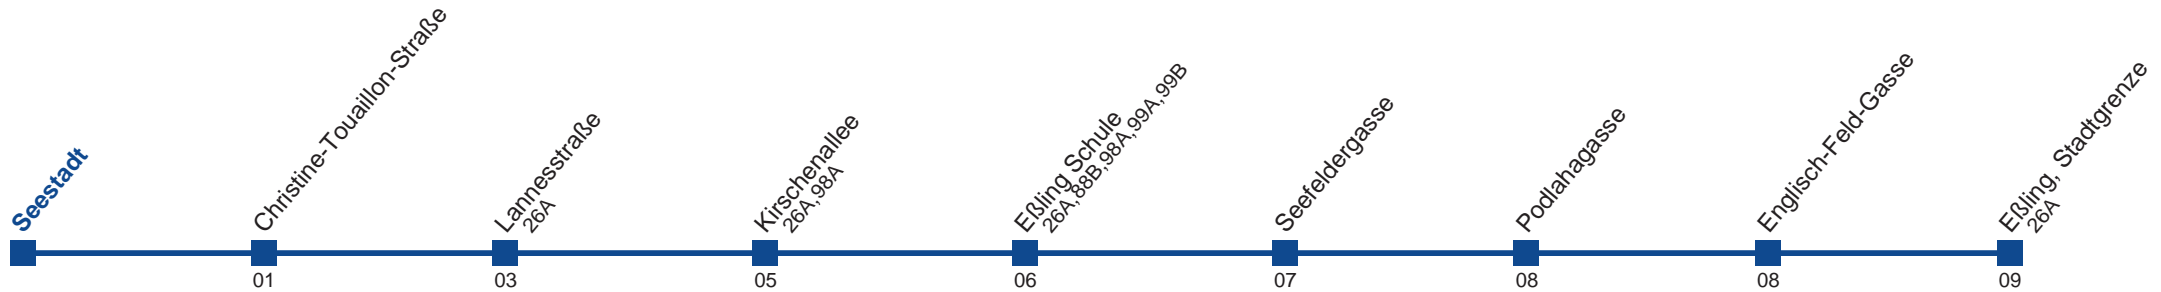 Seestadt
Christine-Touaillon-Straße
Lannesstraße
26A
Kirschenallee
26A,98A
Eßling Schule
26A,88B,98A,99A,99B
Seefeldergasse
Podlahagasse
Englisch-Feld-Gasse
Eßling, Stadtgrenze
26A
01
03
05
06
07
08
08
09